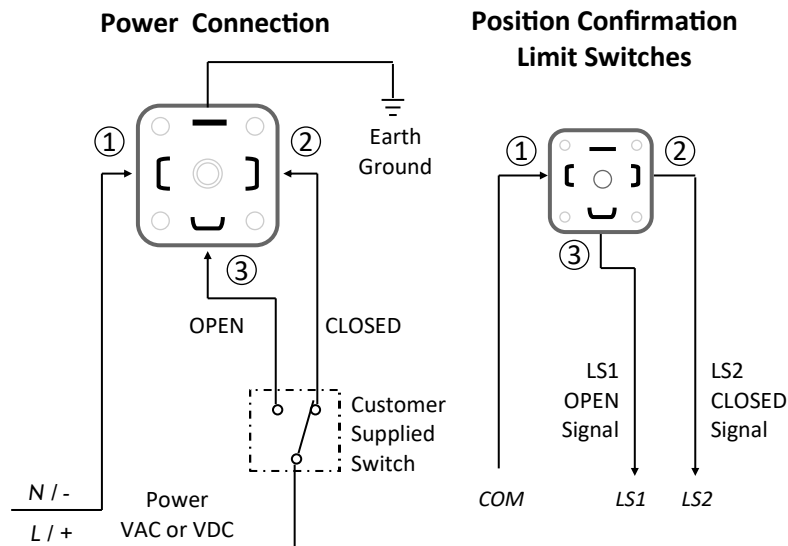 Power Connection
Earth
Ground
1
2
3
OPEN
CLOSED
Customer
Supplied
Switch
N / -
L / +
Power
VAC or VDC
Position Confirmation
Limit Switches
1
2
3
LS1
OPEN
Signal
LS2
CLOSED
Signal
COM
LS1
LS2